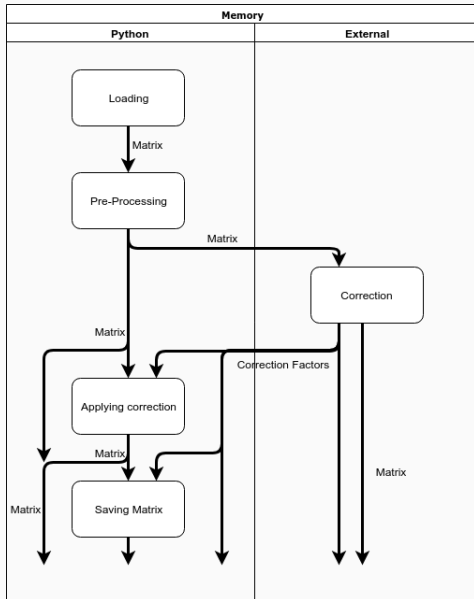 Memory
Python
External
Loading
Matrix
Pre-Processing
Matrix
Correction
Matrix
Correction Factors
Applying correction
Matrix
Matrix
Matrix
Saving Matrix